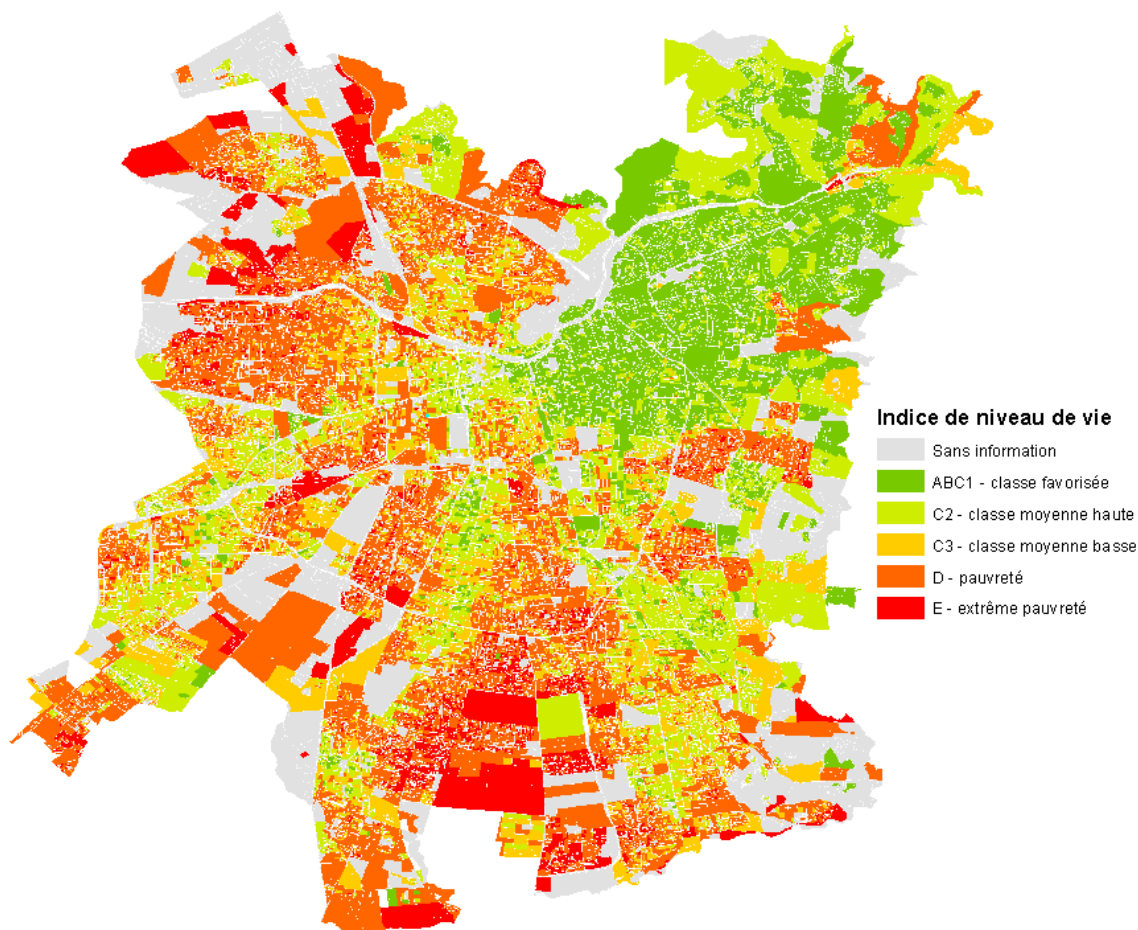 Indice de niveau de vie
Sans information
ABC1 - classe favorisée
C2 - classe moyenne haute
C3 - classe moyenne basse
D - pauvreté
E - extrême pauvreté